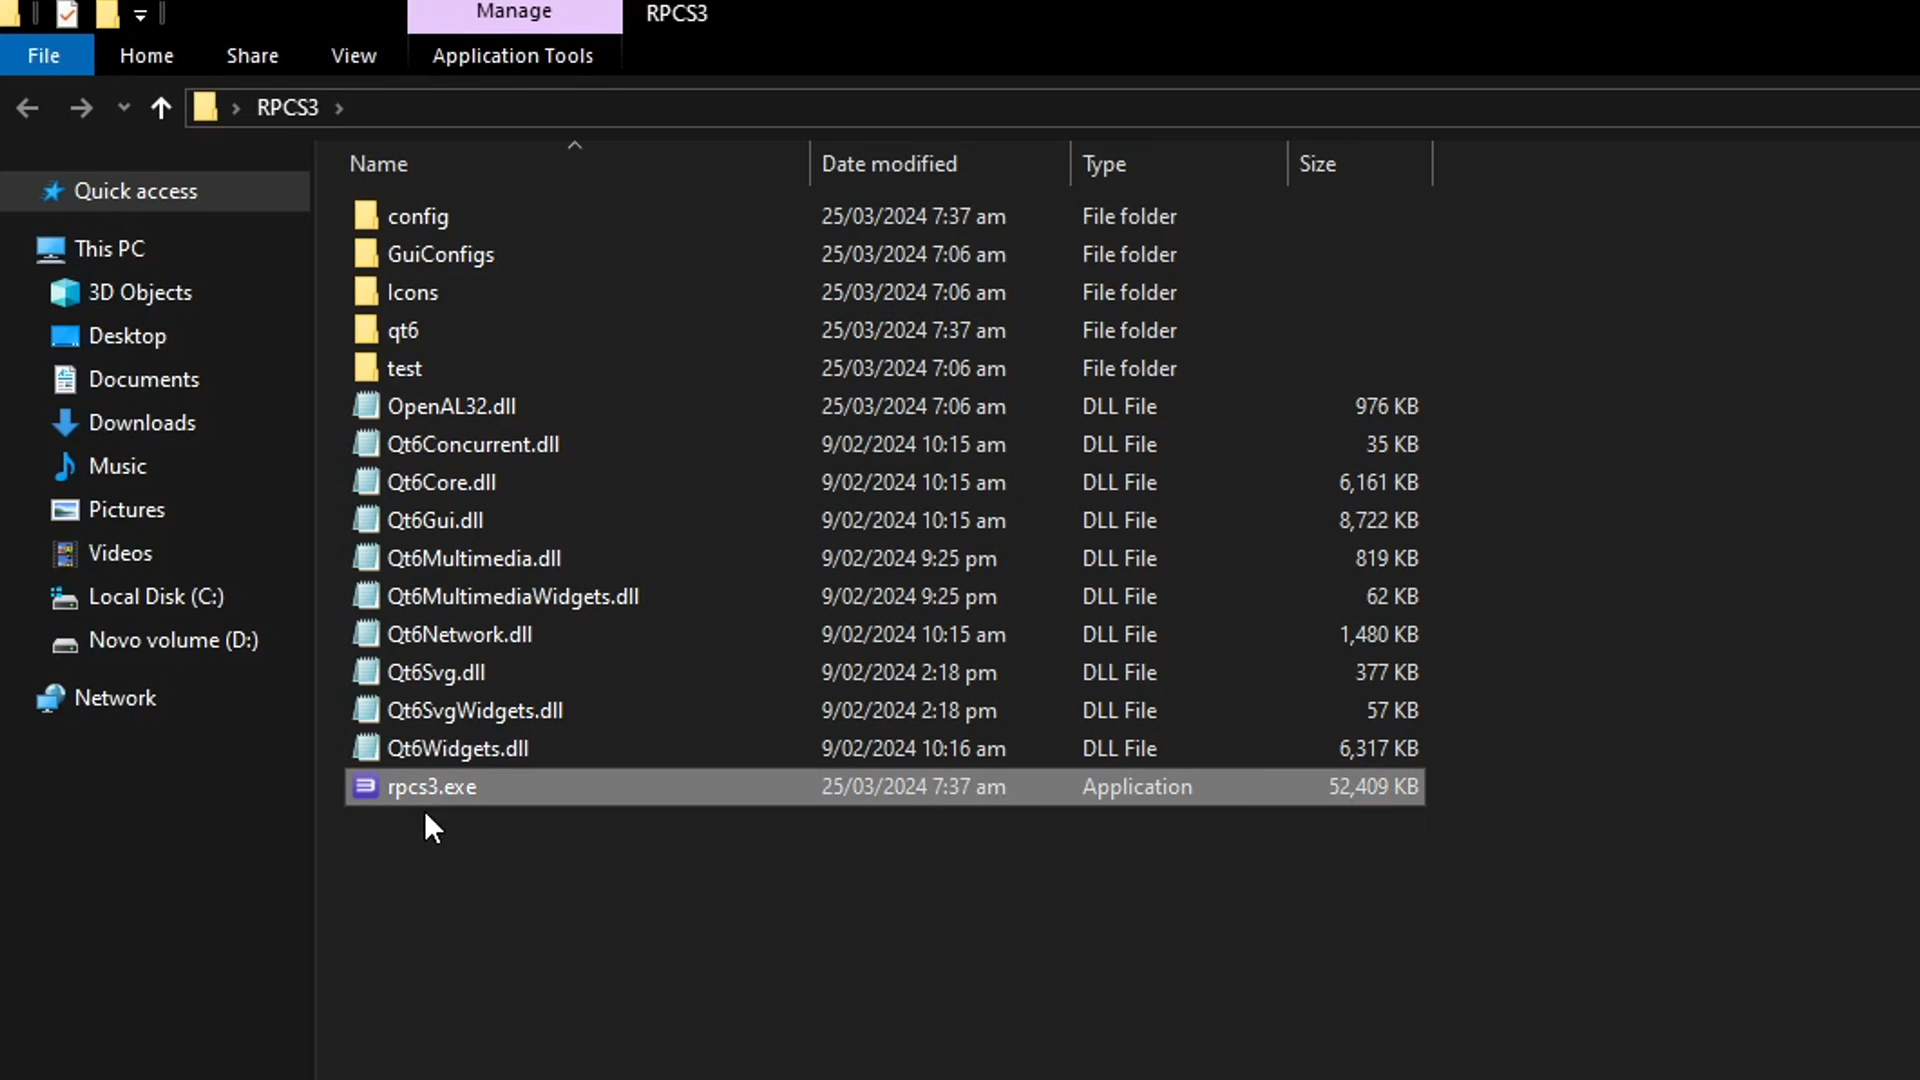 Manage
RPCS3
File
Home
Share
View
Application Tools
RPCS3
Name
Date modified
Type
Size
Quick access
This PC
3D Objects
Desktop
Documents
Downloads
Music
Pictures
Videos
Local Disk (C:)
Novo volume (D:)
Network
config 25/03/2024 7:37 am File folder
GuiConfigs 25/03/2024 7:06 am File folder
Icons 25/03/2024 7:06 am File folder
qt6 25/03/2024 7:37 am File folder
test 25/03/2024 7:06 am File folder
OpenAL32.dll 25/03/2024 7:06 am DLL File 976 KB
Qt6Concurrent.dll 9/02/2024 10:15 am DLL File 35 KB
Qt6Core.dll 9/02/2024 10:15 am DLL File 6,161 KB
Qt6Gui.dll 9/02/2024 10:15 am DLL File 8,722 KB
Qt6Multimedia.dll 9/02/2024 9:25 pm DLL File 819 KB
Qt6MultimediaWidgets.dll 9/02/2024 9:25 pm DLL File 62 KB
Qt6Network.dll 9/02/2024 10:15 am DLL File 1,480 KB
Qt6Svg.dll 9/02/2024 2:18 pm DLL File 377 KB
Qt6SvgWidgets.dll 9/02/2024 2:18 pm DLL File 57 KB
Qt6Widgets.dll 9/02/2024 10:16 am DLL File 6,317 KB
rpcs3.exe 25/03/2024 7:37 am Application 52,409 KB